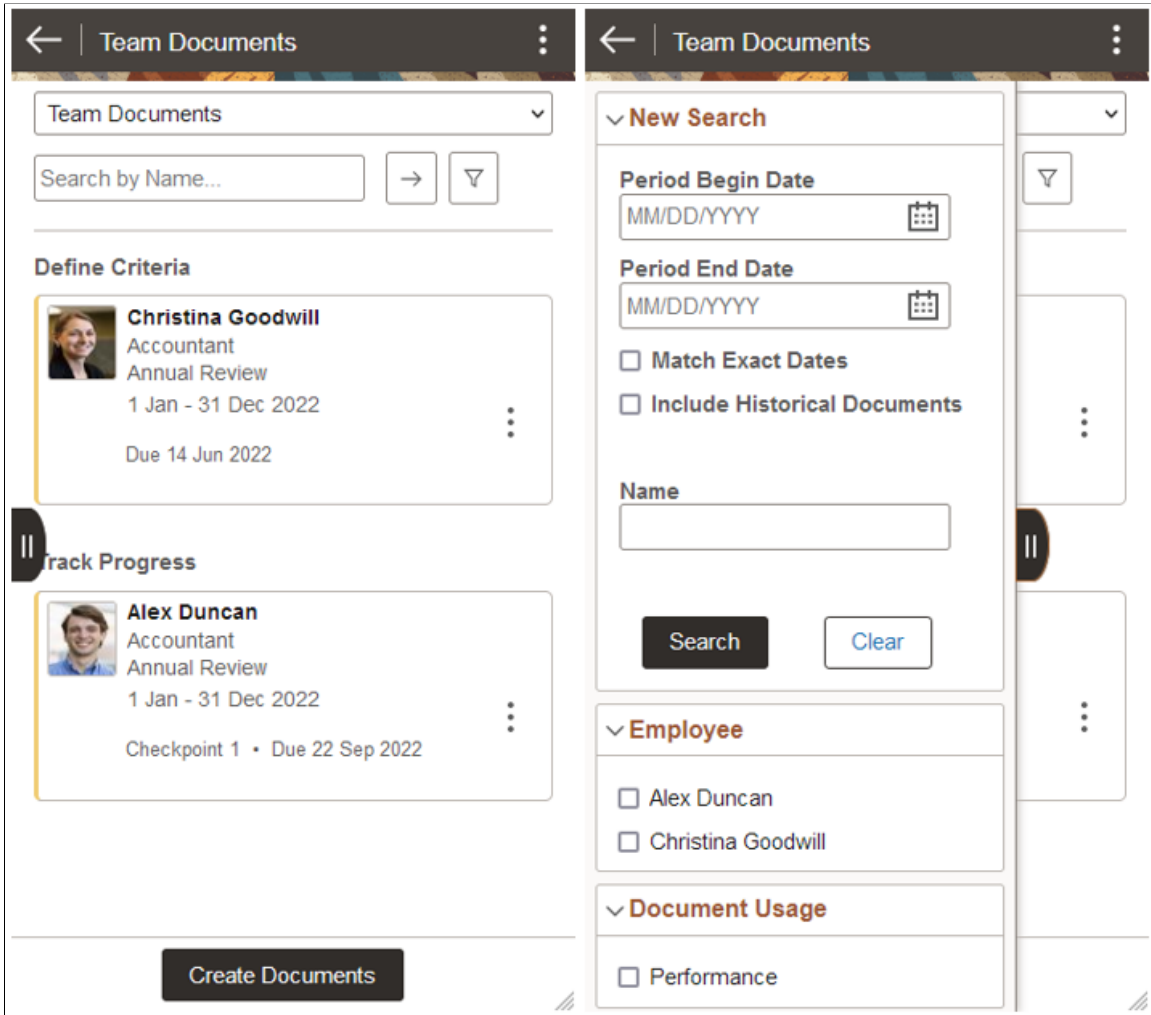 Team Documents
Team Documents
Search by Name...
Define Criteria
Christina Goodwill
Accountant
Annual Review
1 Jan - 31 Dec 2022
Due 14 Jun 2022
Track Progress
Alex Duncan
Accountant
Annual Review
1 Jan - 31 Dec 2022
Checkpoint 1 • Due 22 Sep 2022
Create Documents
Team Documents
New Search
Period Begin Date
MM/DD/YYYY
Period End Date
MM/DD/YYYY
Match Exact Dates
Include Historical Documents
Name
Search Clear
Employee
Alex Duncan
Christina Goodwill
Document Usage
Performance